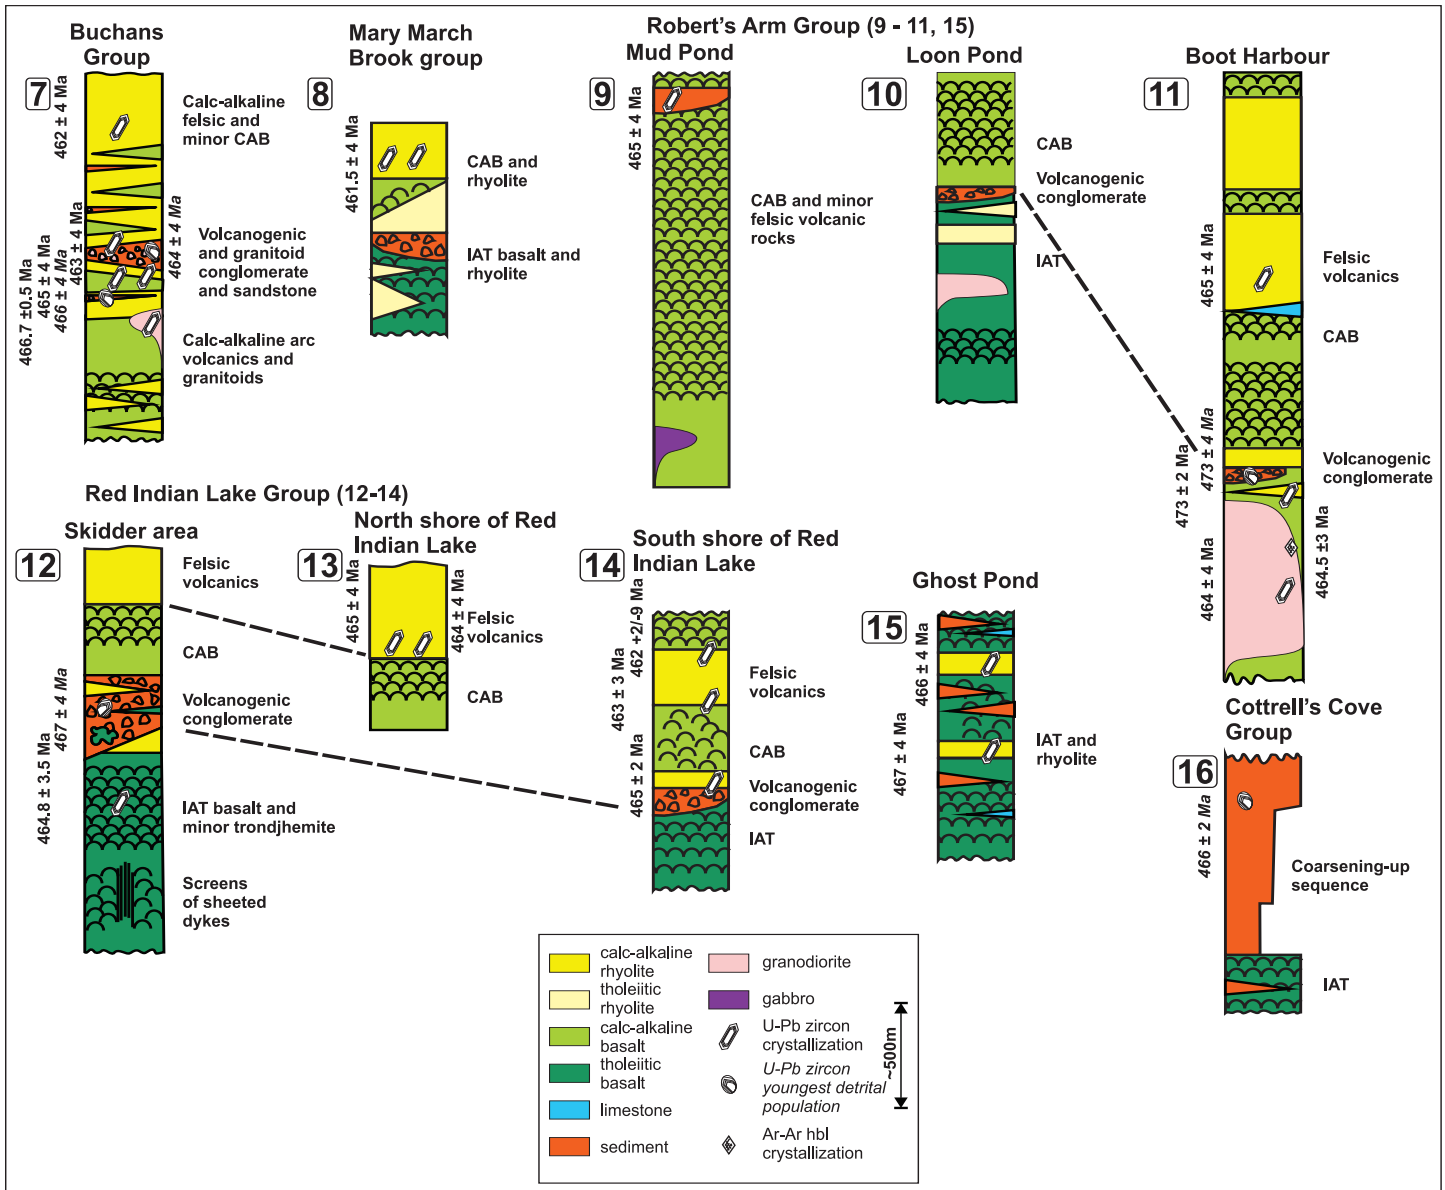 Robert's Arm Group (9 - 11, 15)
Buchans
Group
7
462 ± 4 Ma
463 ± 4 Ma
466 ± 4 Ma
465 ± 4 Ma
466.7 ±0.5 Ma
464 ± 4 Ma
Calc-alkaline
felsic and
minor CAB
Volcanogenic
and granitoid
conglomerate
and sandstone
Calc-alkaline arc
volcanics and
granitoids
Mary March
Brook group
8
461.5 ± 4 Ma
CAB and
rhyolite
IAT basalt and
rhyolite
Mud Pond
9
465 ± 4 Ma
CAB and minor
felsic volcanic
rocks
Loon Pond
10
CAB
Volcanogenic
conglomerate
IAT
Boot Harbour
11
465 ± 4 Ma
473 ± 4 Ma
473 ± 2 Ma
464 ± 4 Ma
464.5 ±3 Ma
Felsic
volcanics
CAB
Volcanogenic
conglomerate
Red Indian Lake Group (12-14)
Skidder area
12
467 ± 4 Ma
464.8 ± 3.5 Ma
Felsic
volcanics
CAB
Volcanogenic
conglomerate
IAT basalt and
minor trondjhemite
Screens
of sheeted
dykes
North shore of Red
Indian Lake
13
465 ± 4 Ma
464 ± 4 Ma
Felsic
volcanics
CAB
South shore of Red
Indian Lake
14
462 +2/-9 Ma
463 ± 3 Ma
465 ± 2 Ma
Felsic
volcanics
CAB
Volcanogenic
conglomerate
IAT
Ghost Pond
15
466 ± 4 Ma
467 ± 4 Ma
IAT and
rhyolite
Cottrell's Cove
Group
16
466 ± 2 Ma
Coarsening-up
sequence
IAT
calc-alkaline
rhyolite
tholeiitic
rhyolite
calc-alkaline
basalt
tholeiitic
basalt
limestone
sediment
granodiorite
gabbro
U-Pb zircon
crystallization
U-Pb zircon
youngest detrital
population
Ar-Ar hbl
crystallization
~500m